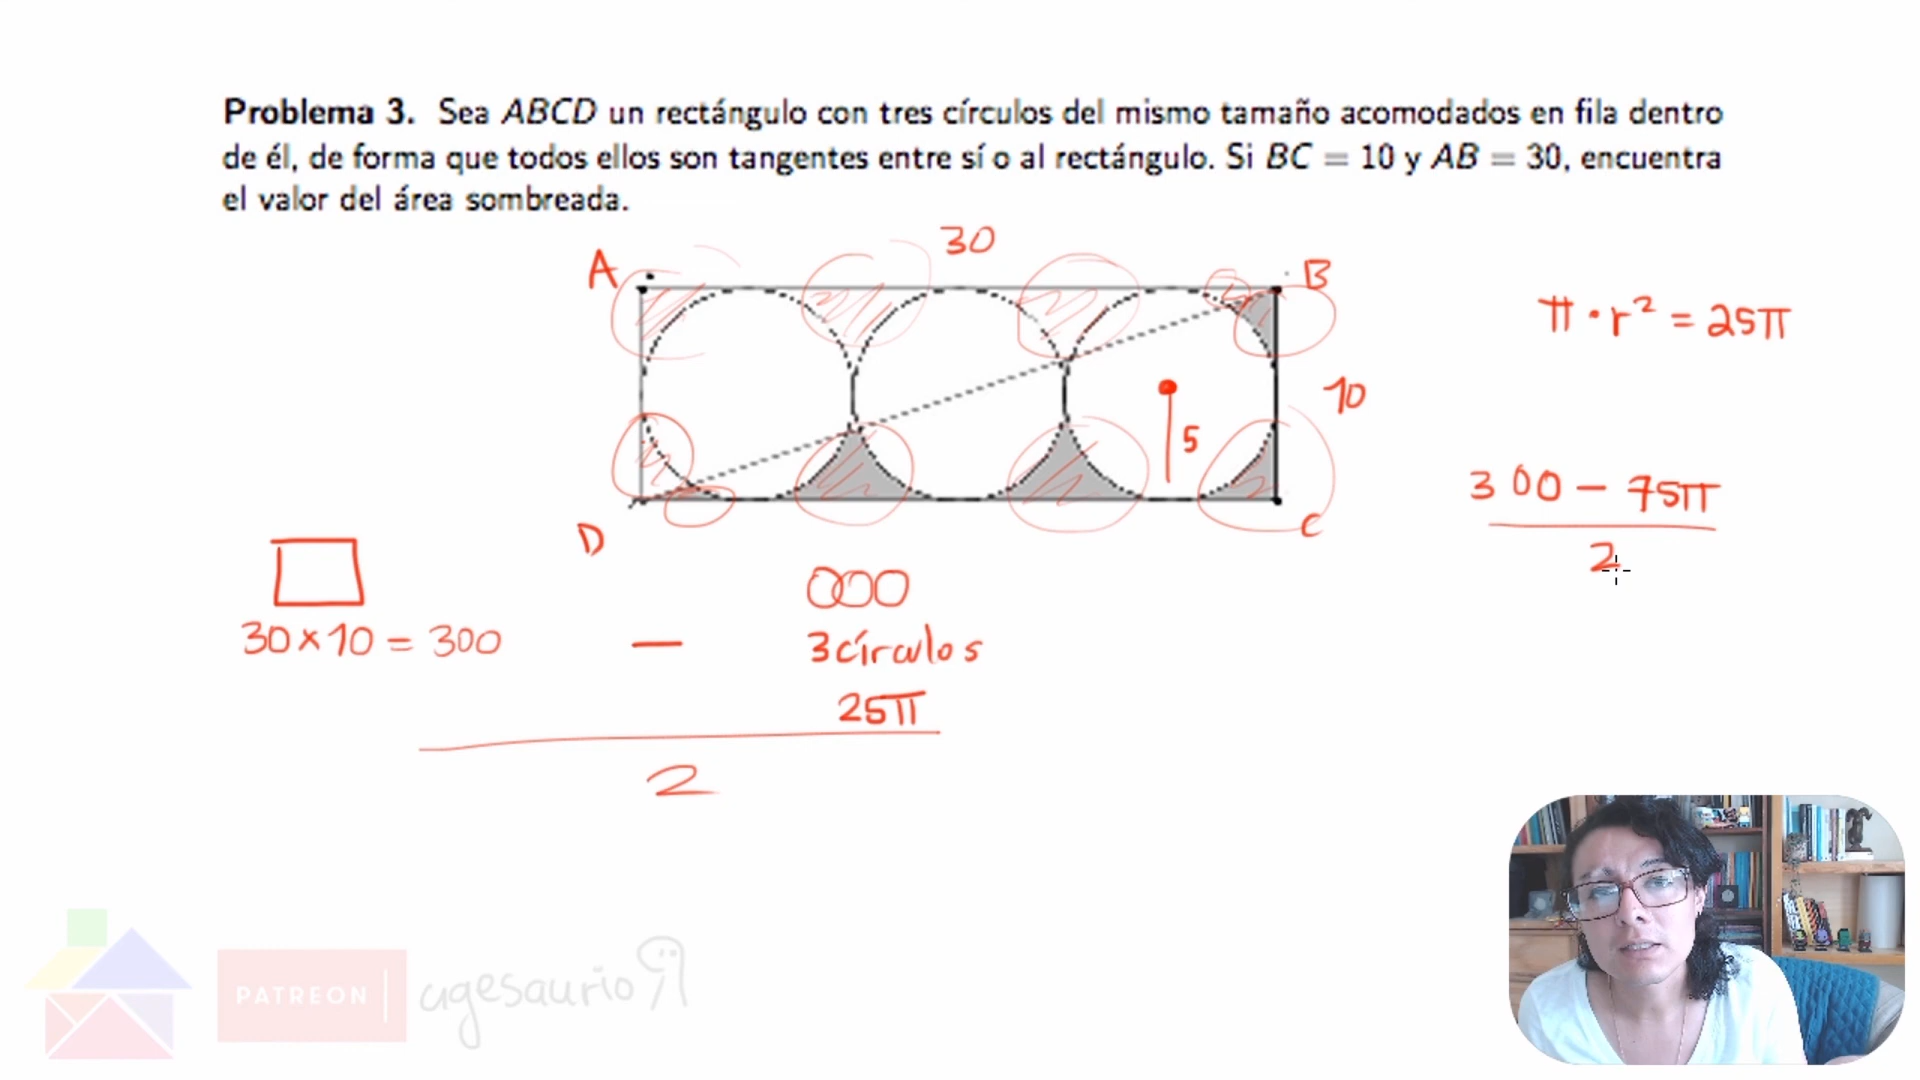 Problema 3. Sea ABCD un rectángulo con tres círculos del mismo tamaño acomodados en fila dentro
de él, de forma que todos ellos son tangentes entre sí o al rectángulo. Si BC = 10 y AB = 30, encuentra
el valor del área sombreada.
30
A
B
π · r² = 25π
10
5
300 - 75π
2
D
C
30 × 10 = 300
-
3 círculos
25π
2
PATREON
agesaurio